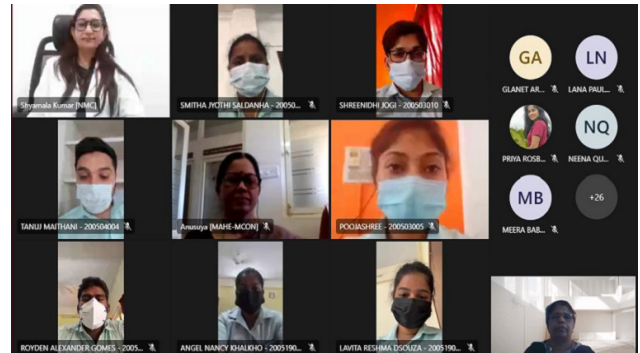 GA
LN
GLANET AR...
LANA PAUL...
Shyamala Kumar [NMC]
SMITHA JYOTHI SALDANHA - 20050...
SHREENIDHI JOGI - 200503010
NQ
PRIYA ROSB...
NEENA QU...
TANUJ MAITHANI - 200504004
Anusuya [MAHE-MCON]
POOJASHREE - 200503005
MB
+26
MEERA BAB...
ROYDEN ALEXANDER GOMES - 2005...
ANGEL NANCY KHALKHO - 2005190...
LAVITA RESHMA DSOUZA - 2005190...